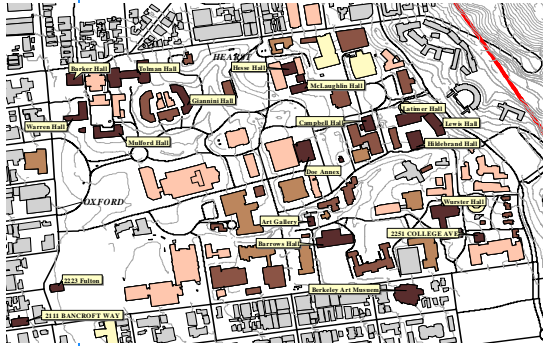 HEARST
Barker Hall
Tolman Hall
Hesse Hall
McLaughlin Hall
Giannini Hall
Latimer Hall
Campbell Hall
Lewis Hall
Warren Hall
Mulford Hall
Hildebrand Hall
Doe Annex
OXFORD
Wurster Hall
Art Gallery
2251 COLLEGE AVE
Barrows Hall
2223 Fulton
Berkeley Art Musuem
2111 BANCROFT WAY